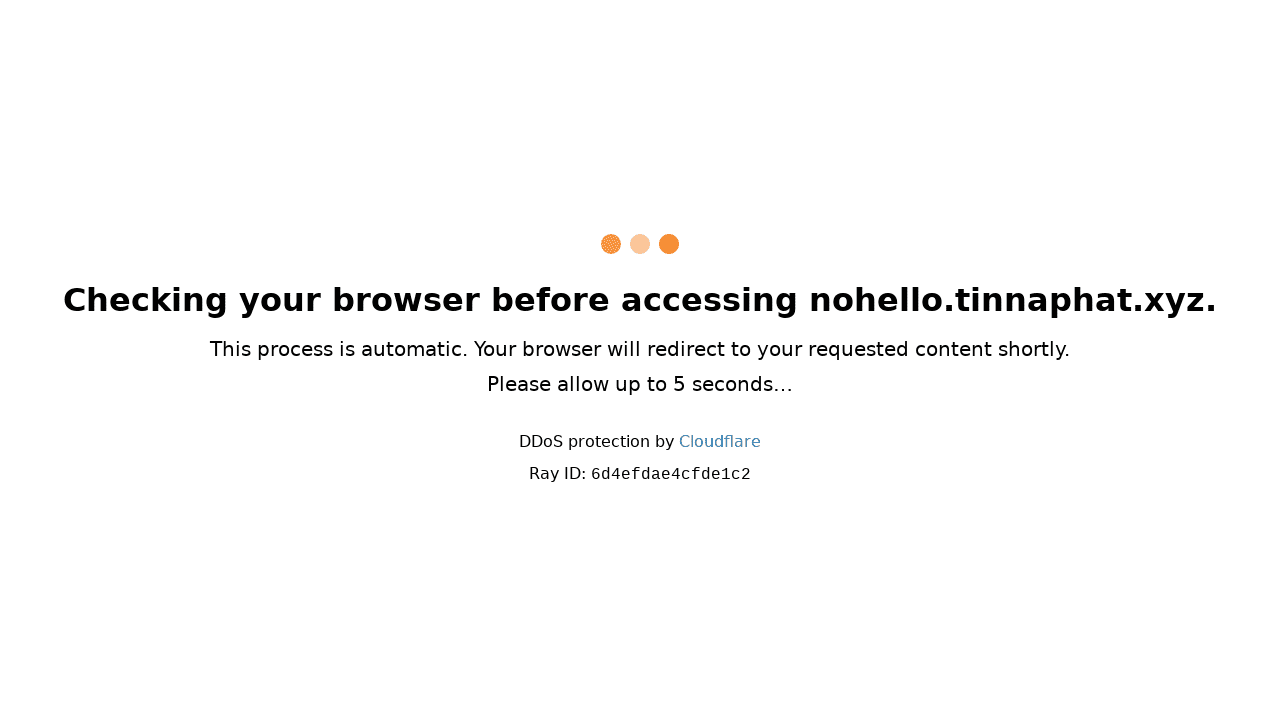 Checking your browser before accessing nohello.tinnaphat.xyz.
This process is automatic. Your browser will redirect to your requested content shortly.
Please allow up to 5 seconds…
DDoS protection by Cloudflare
Ray ID: 6d4efdae4cfde1c2